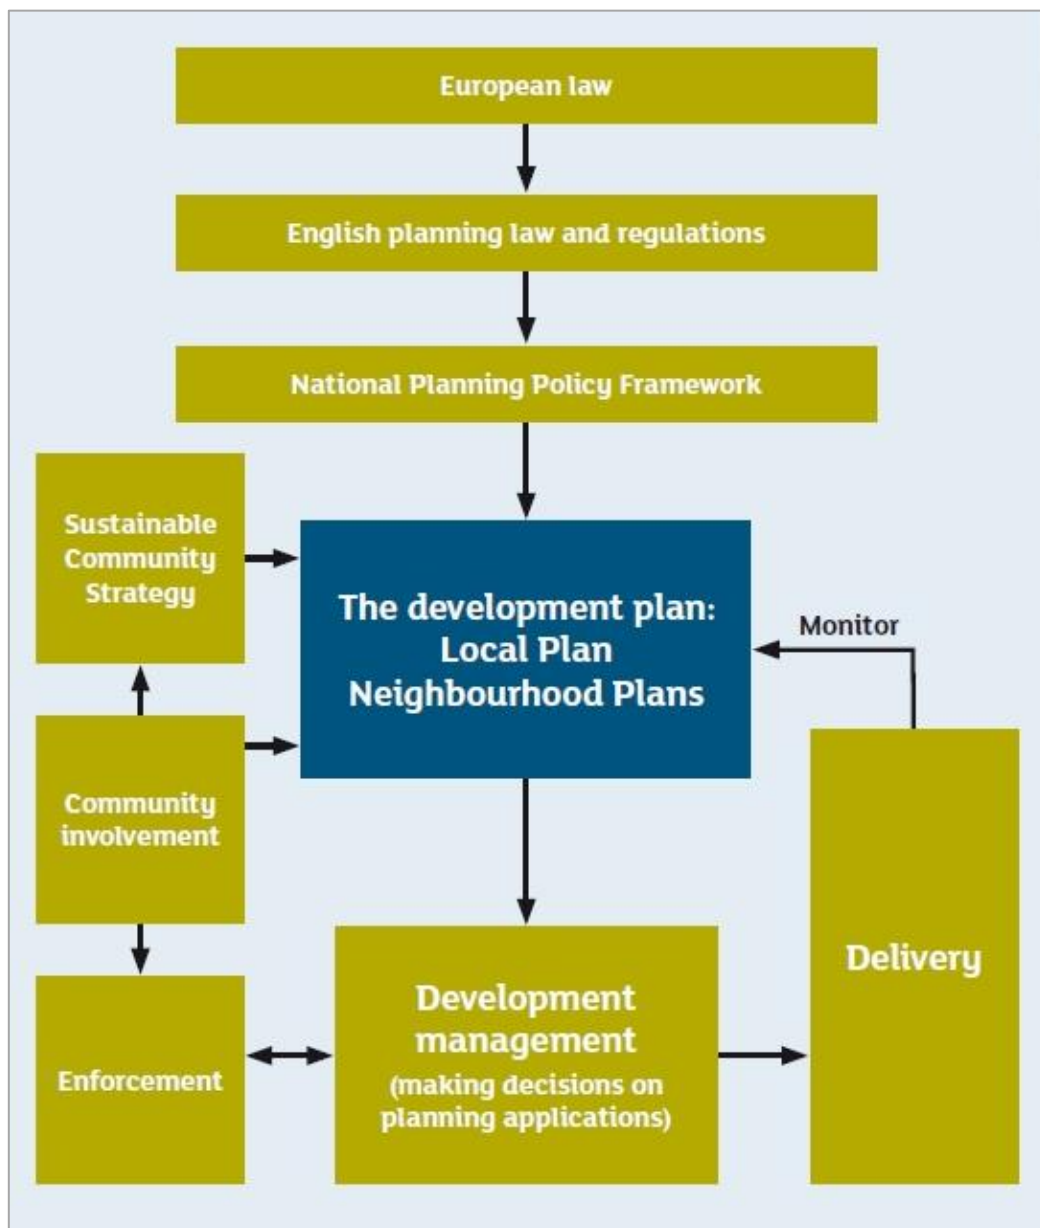 European law
English planning law and regulations
National Planning Policy Framework
Sustainable
Community
Strategy
The development plan:
Local Plan
Neighbourhood Plans
Monitor
Community
involvement
Delivery
Development
management
(making decisions on
planning applications)
Enforcement